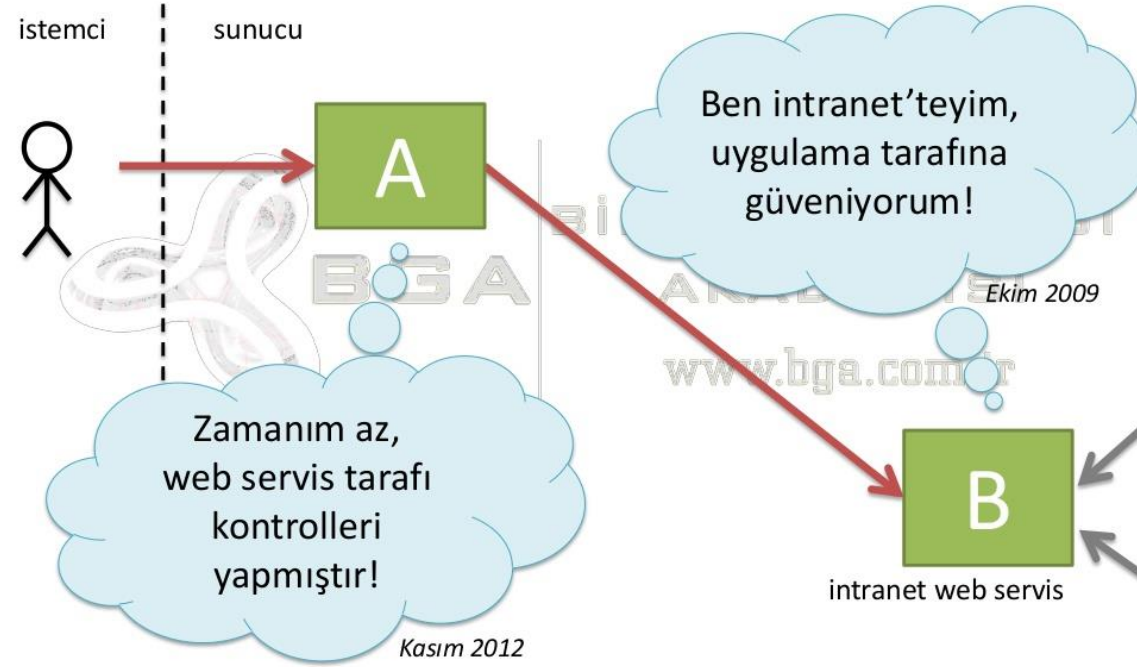 istemci
sunucu
A
Ben intranet’teyim,
uygulama tarafına
güveniyorum!
Ekim 2009
BGA
www.bga.com.tr
Zamanım az,
web servis tarafı
kontrolleri
yapmıştır!
Kasım 2012
B
intranet web servis